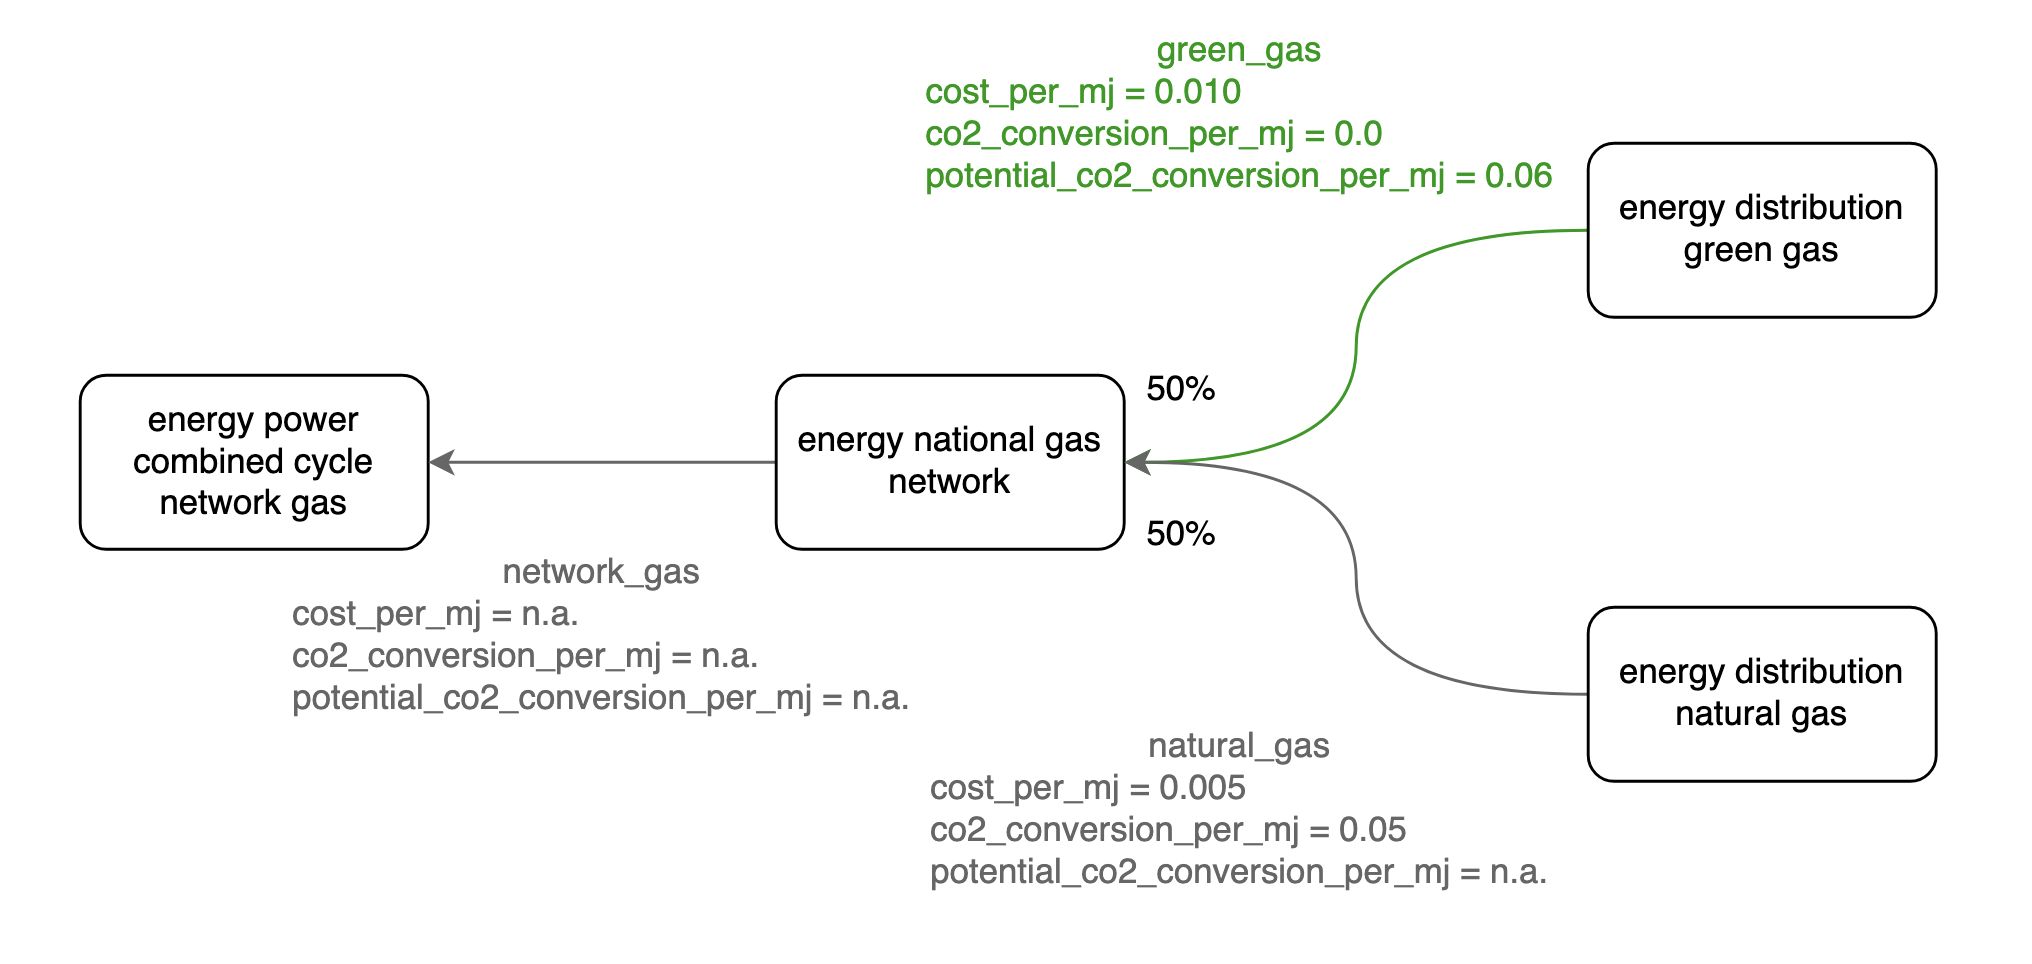 green_gas
cost_per_mj = 0.010
co2_conversion_per_mj = 0.0
potential_co2_conversion_per_mj = 0.06
energy distribution
green gas
50%
energy power
combined cycle
network gas
energy national gas
network
50%
network_gas
cost_per_mj = n.a.
co2_conversion_per_mj = n.a.
potential_co2_conversion_per_mj = n.a.
energy distribution
natural gas
natural_gas
cost_per_mj = 0.005
co2_conversion_per_mj = 0.05
potential_co2_conversion_per_mj = n.a.